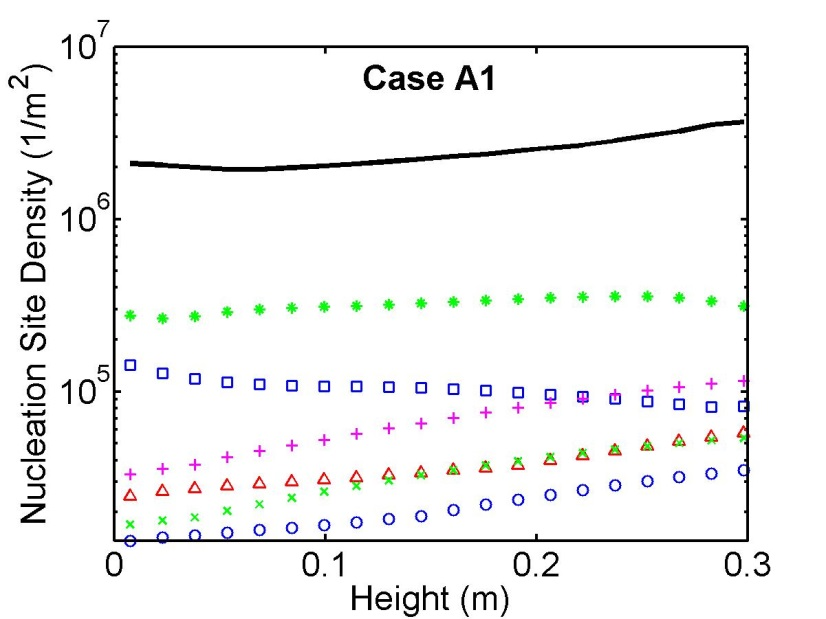 10^7
Case A1
10^6
10^5
Nucleation Site Density (1/m^2)
0 0.1 0.2 0.3
Height (m)